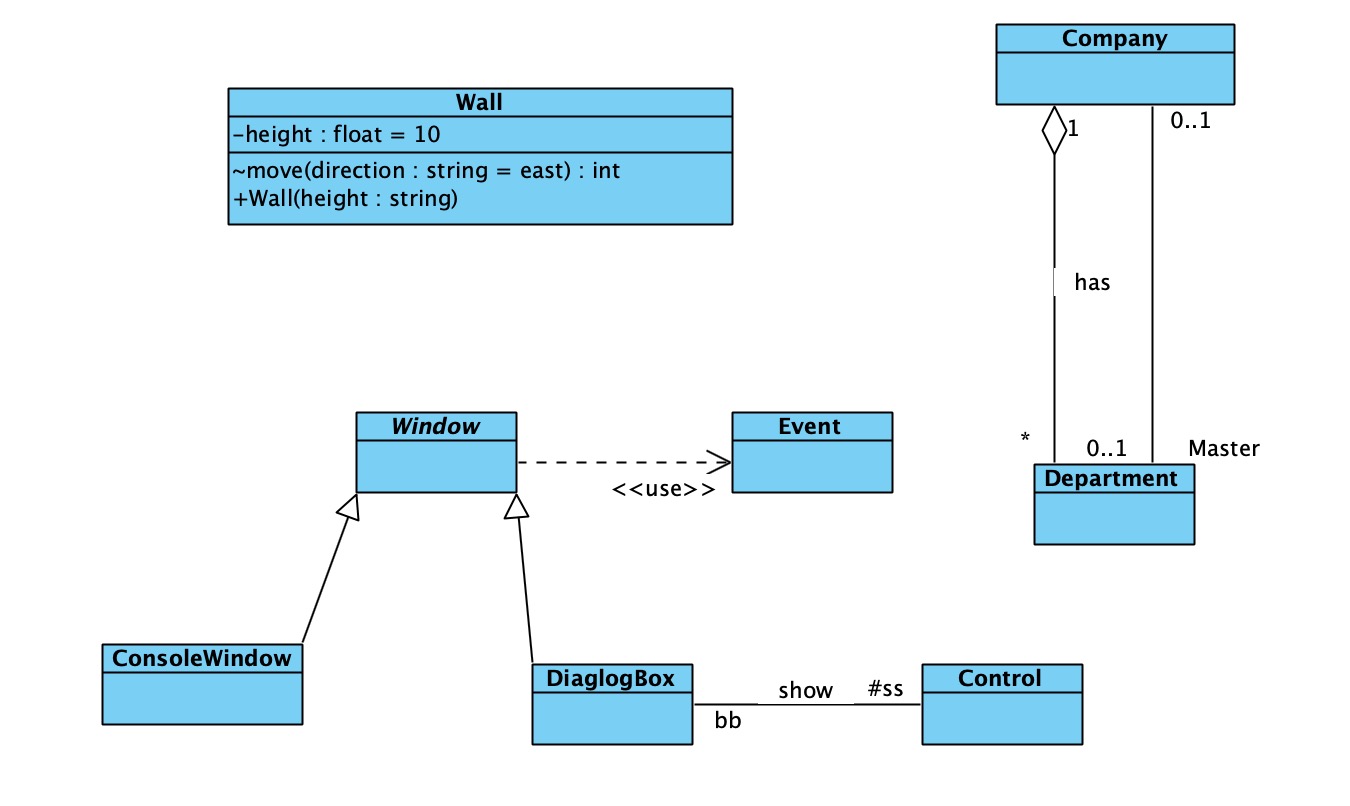 Company
Wall
-height : float = 10
~move(direction : string = east) : int
+Wall(height : string)
1
0..1
has
*
0..1
Master
Department
Window
Event
<<use>>
ConsoleWindow
DiaglogBox
show
#ss
bb
Control